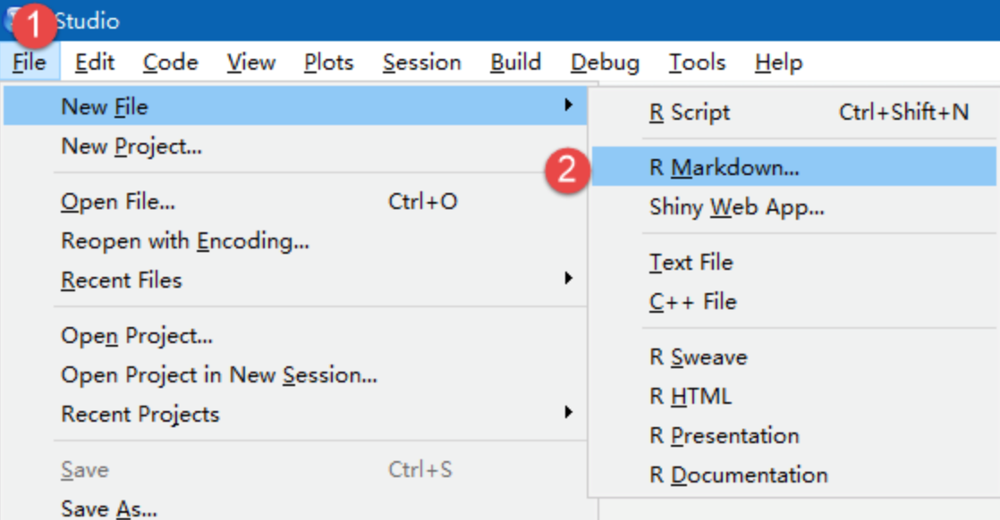 1
Studio
File Edit Code View Plots Session Build Debug Tools Help
New File
New Project...
Open File... Ctrl+O
Reopen with Encoding...
Recent Files
Open Project...
Open Project in New Session...
Recent Projects
Save Ctrl+S
Save As...
R Script Ctrl+Shift+N
2
R Markdown...
Shiny Web App...
Text File
C++ File
R Sweave
R HTML
R Presentation
R Documentation